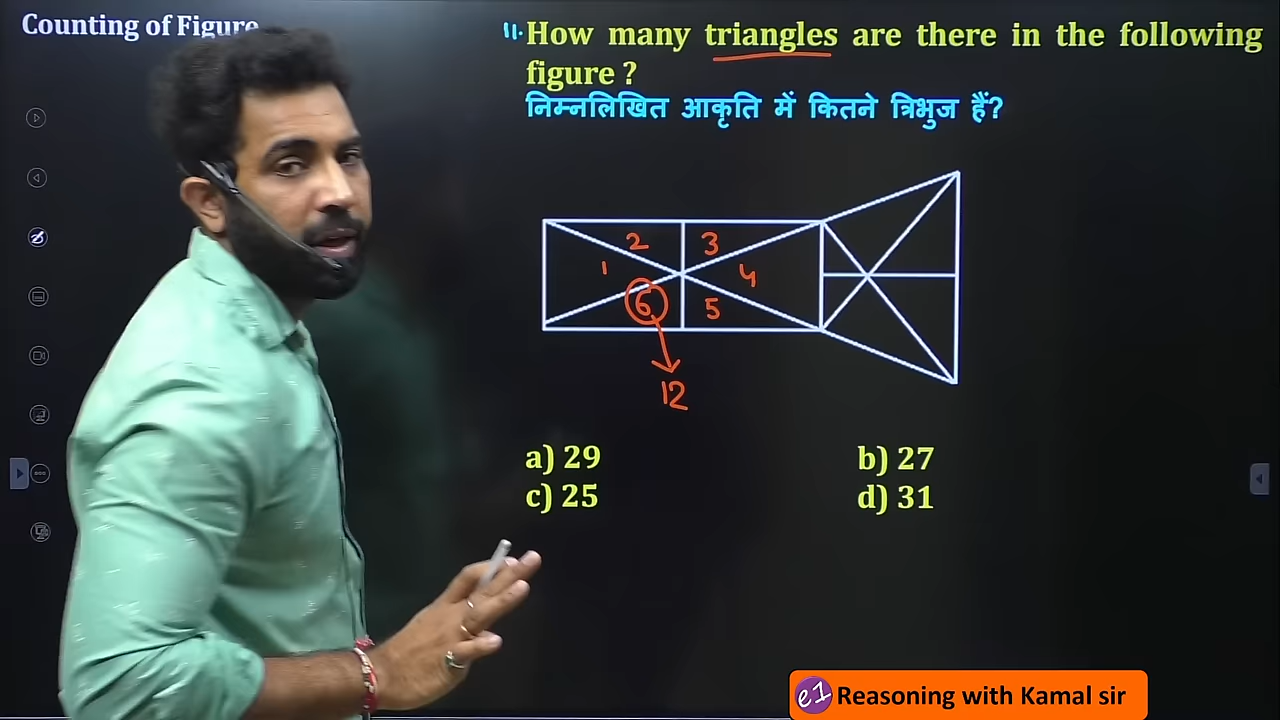 Counting of Figure
11. How many triangles are there in the following
figure ?
निम्नलिखित आकृति में कितने त्रिभुज हैं?
2 3
1 4
6 5
12
a) 29 b) 27
c) 25 d) 31
e1 Reasoning with Kamal sir